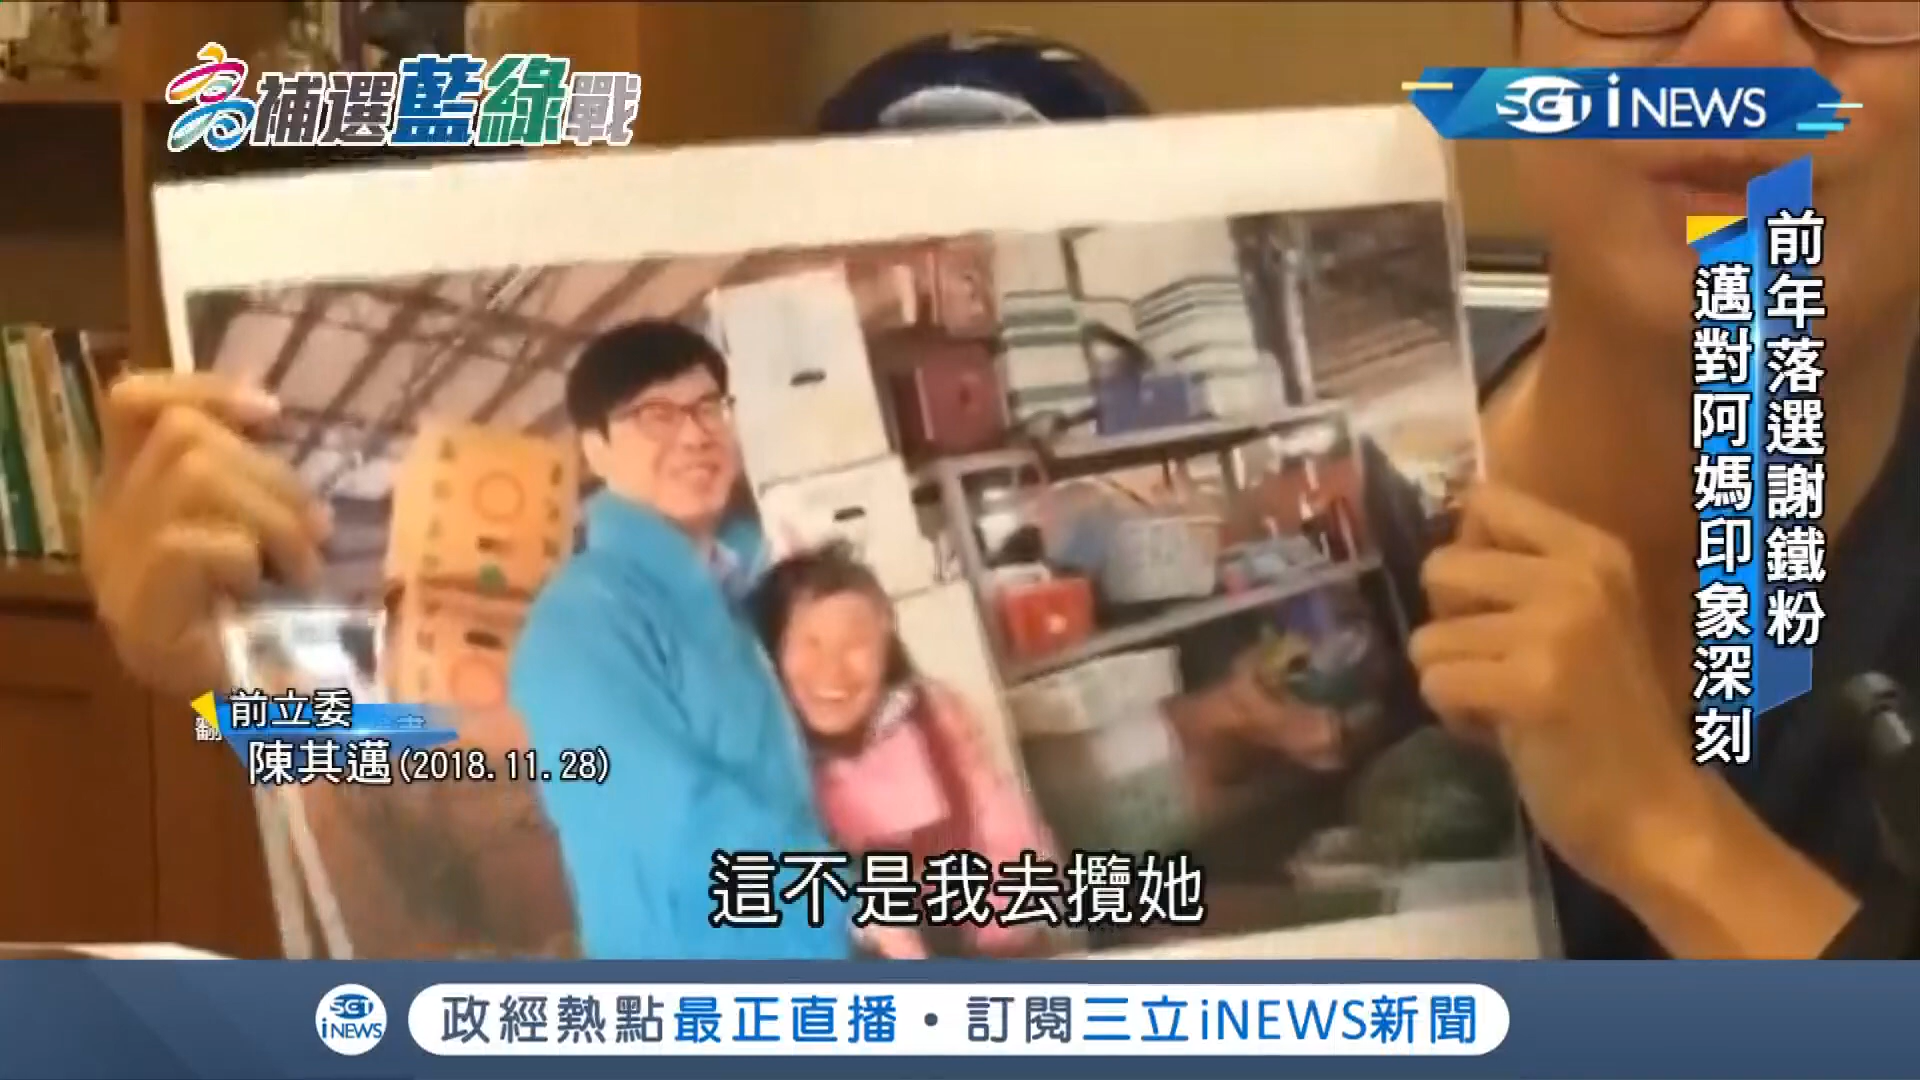 補選藍綠戰
SET iNEWS
前年落選謝鐵粉
邁對阿嬤印象深刻
前立委
翻
陳其邁(2018.11.28)
這不是我去攬她
SET iNEWS
政經熱點最正直播・訂閱三立iNEWS新聞